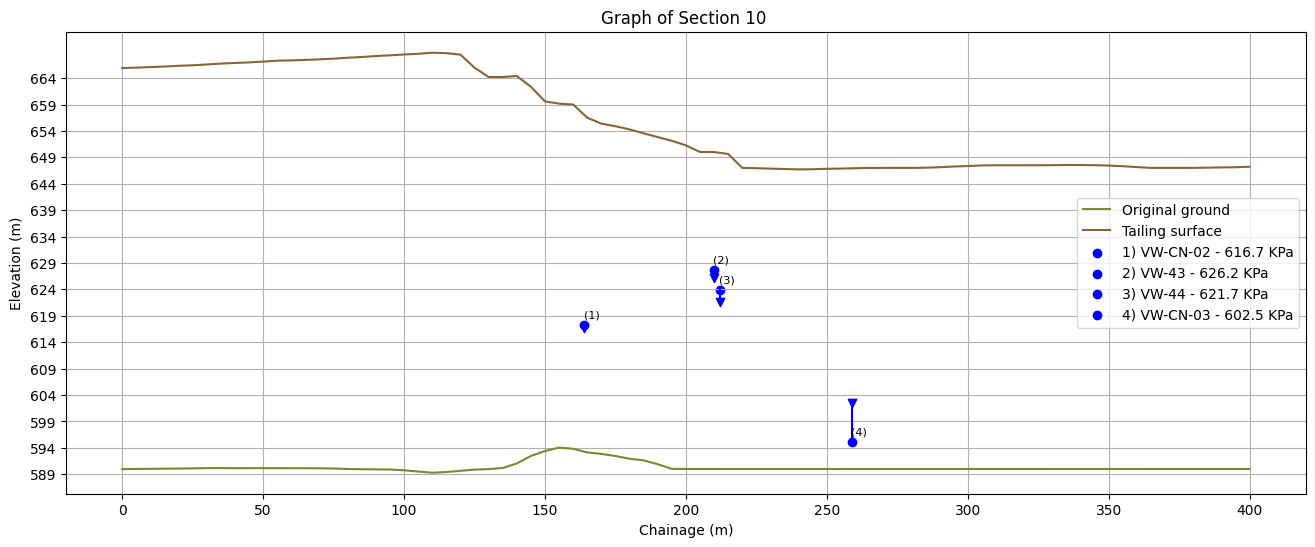 Graph of Section 10
Elevation (m)
664
659
654
649
644
639
634
629
624
619
614
609
604
599
594
589
(1)
(2)
(3)
(4)
Original ground
Tailing surface
1) VW-CN-02 - 616.7 KPa
2) VW-43 - 626.2 KPa
3) VW-44 - 621.7 KPa
4) VW-CN-03 - 602.5 KPa
0 50 100 150 200 250 300 350 400
Chainage (m)